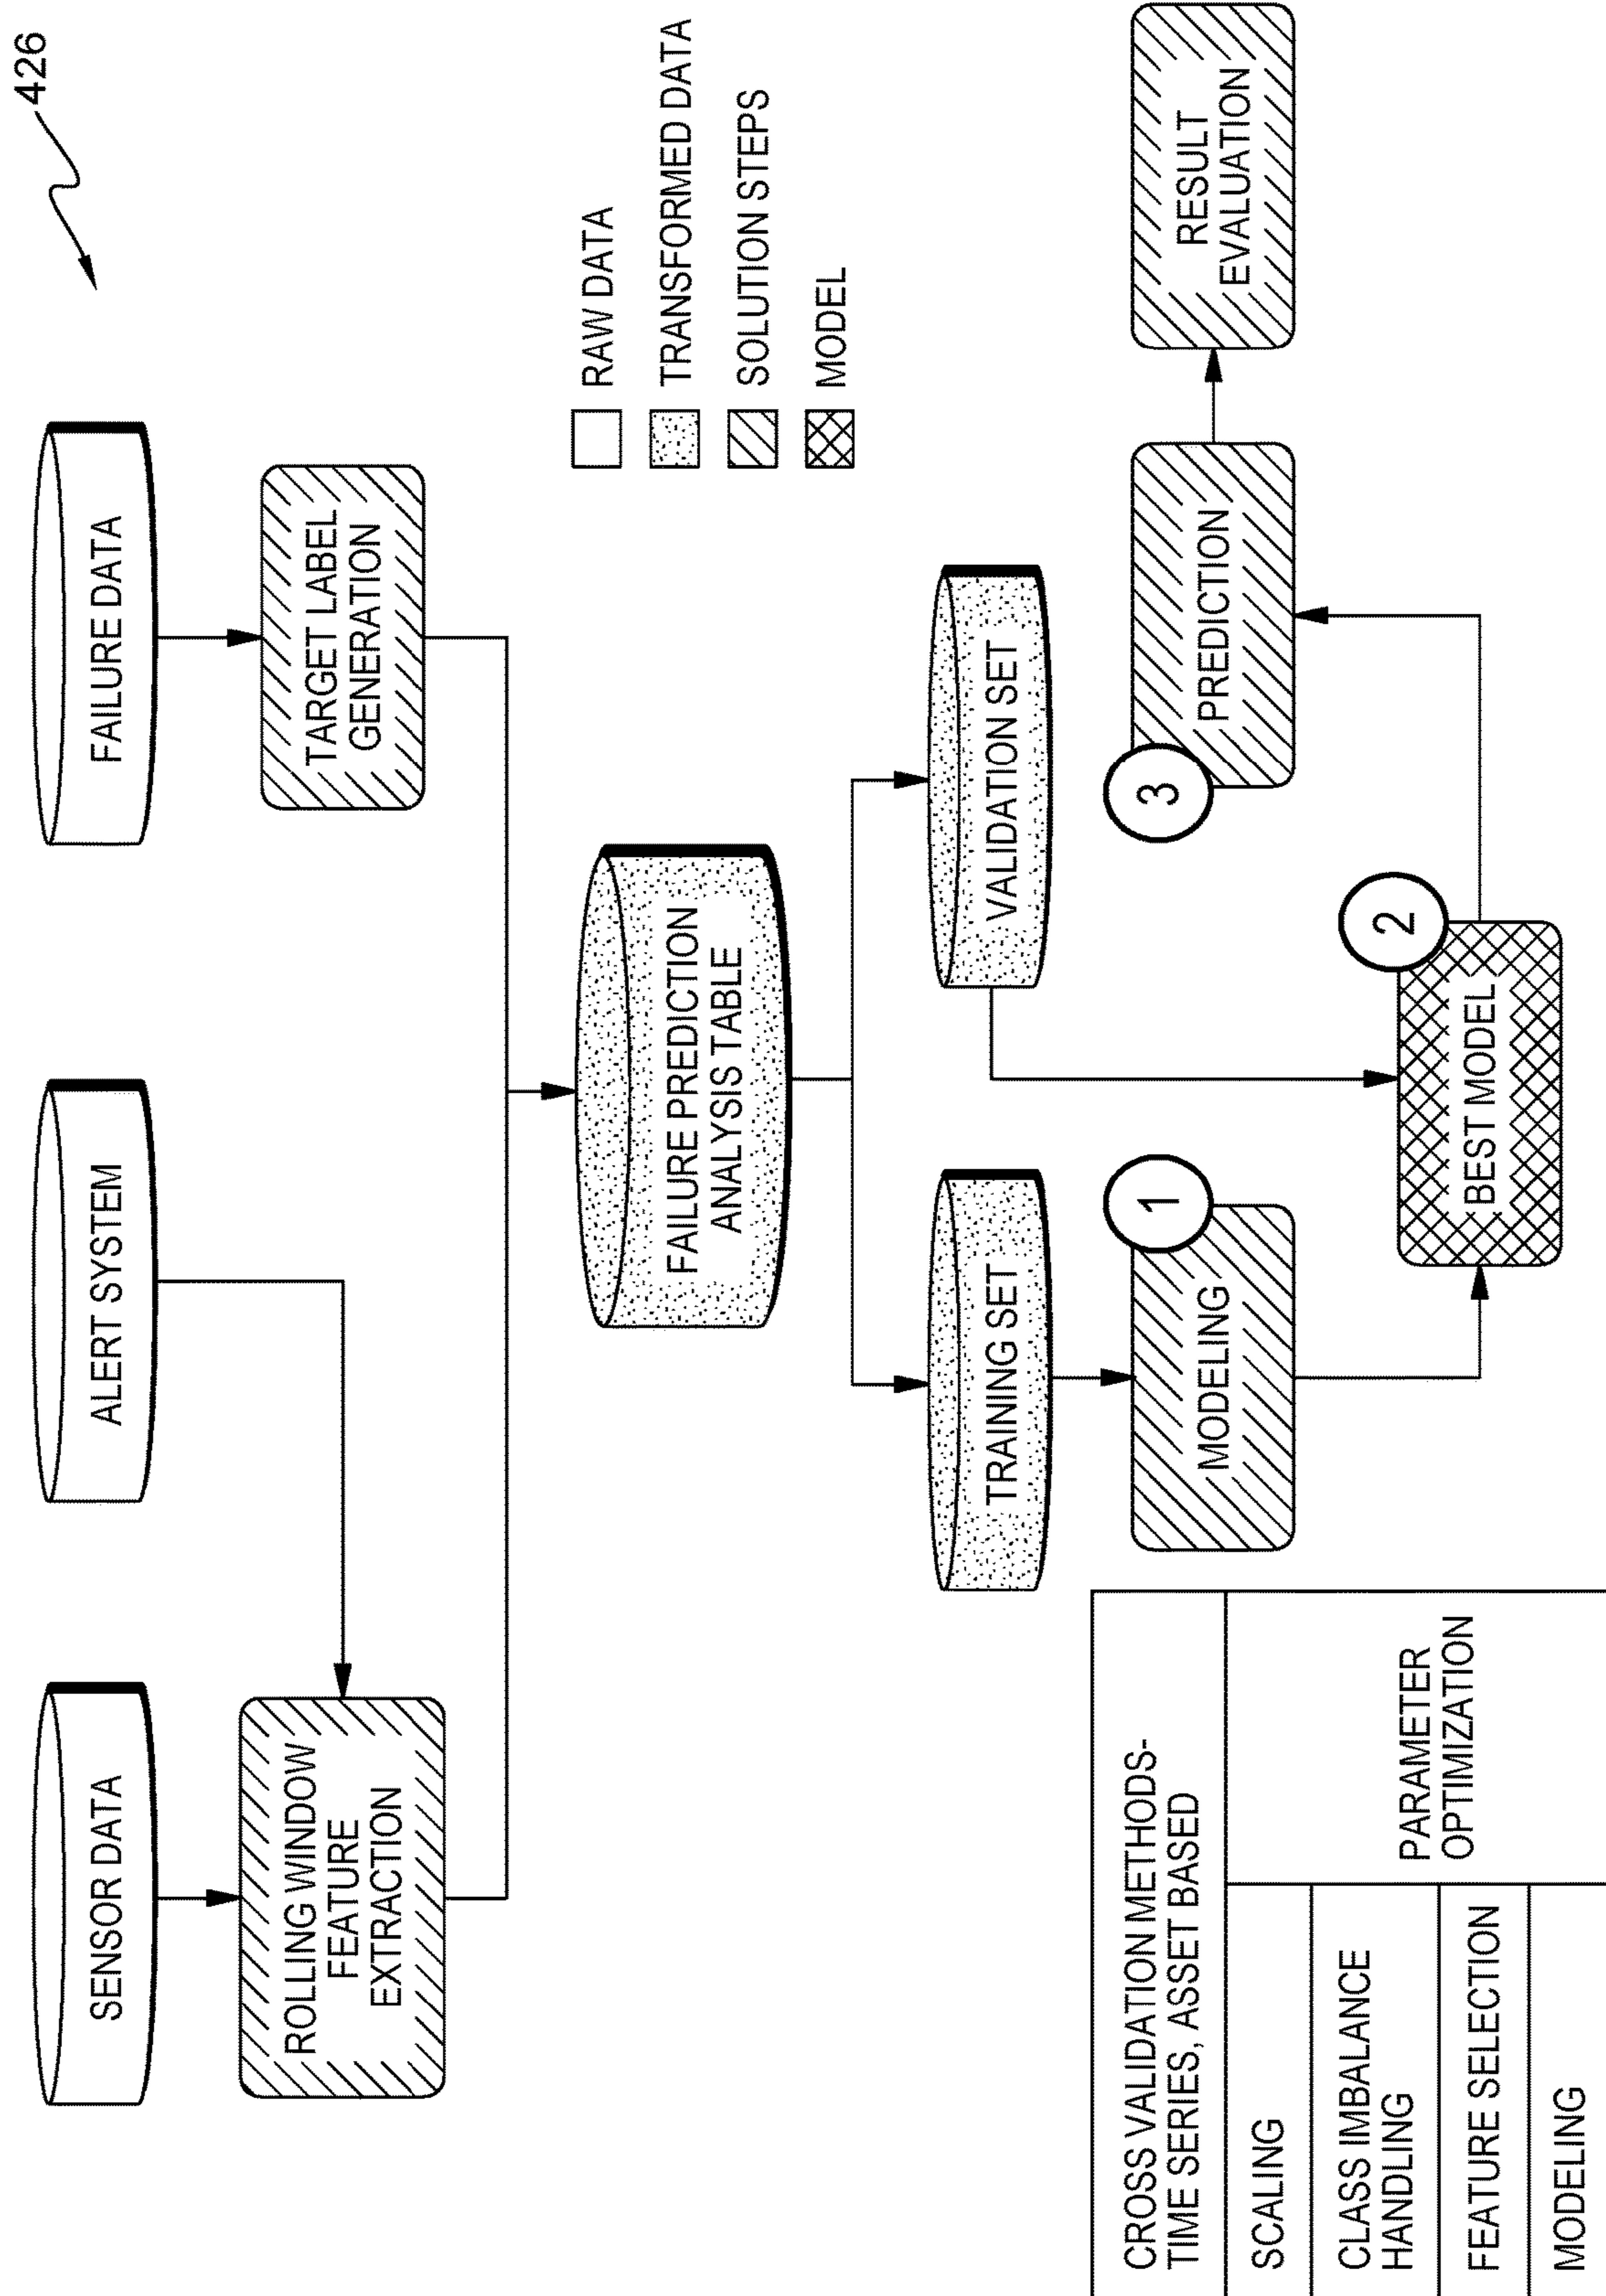 426
SENSOR DATA
ALERT SYSTEM
FAILURE DATA
ROLLING WINDOW
FEATURE
EXTRACTION
TARGET LABEL
GENERATION
FAILURE PREDICTION
ANALYSIS TABLE
RAW DATA
TRANSFORMED DATA
SOLUTION STEPS
MODEL
TRAINING SET
VALIDATION SET
1
MODELING
2
BEST MODEL
3
PREDICTION
RESULT
EVALUATION
CROSS VALIDATION METHODS-
TIME SERIES, ASSET BASED
SCALING
CLASS IMBALANCE
HANDLING
FEATURE SELECTION
MODELING
PARAMETER
OPTIMIZATION